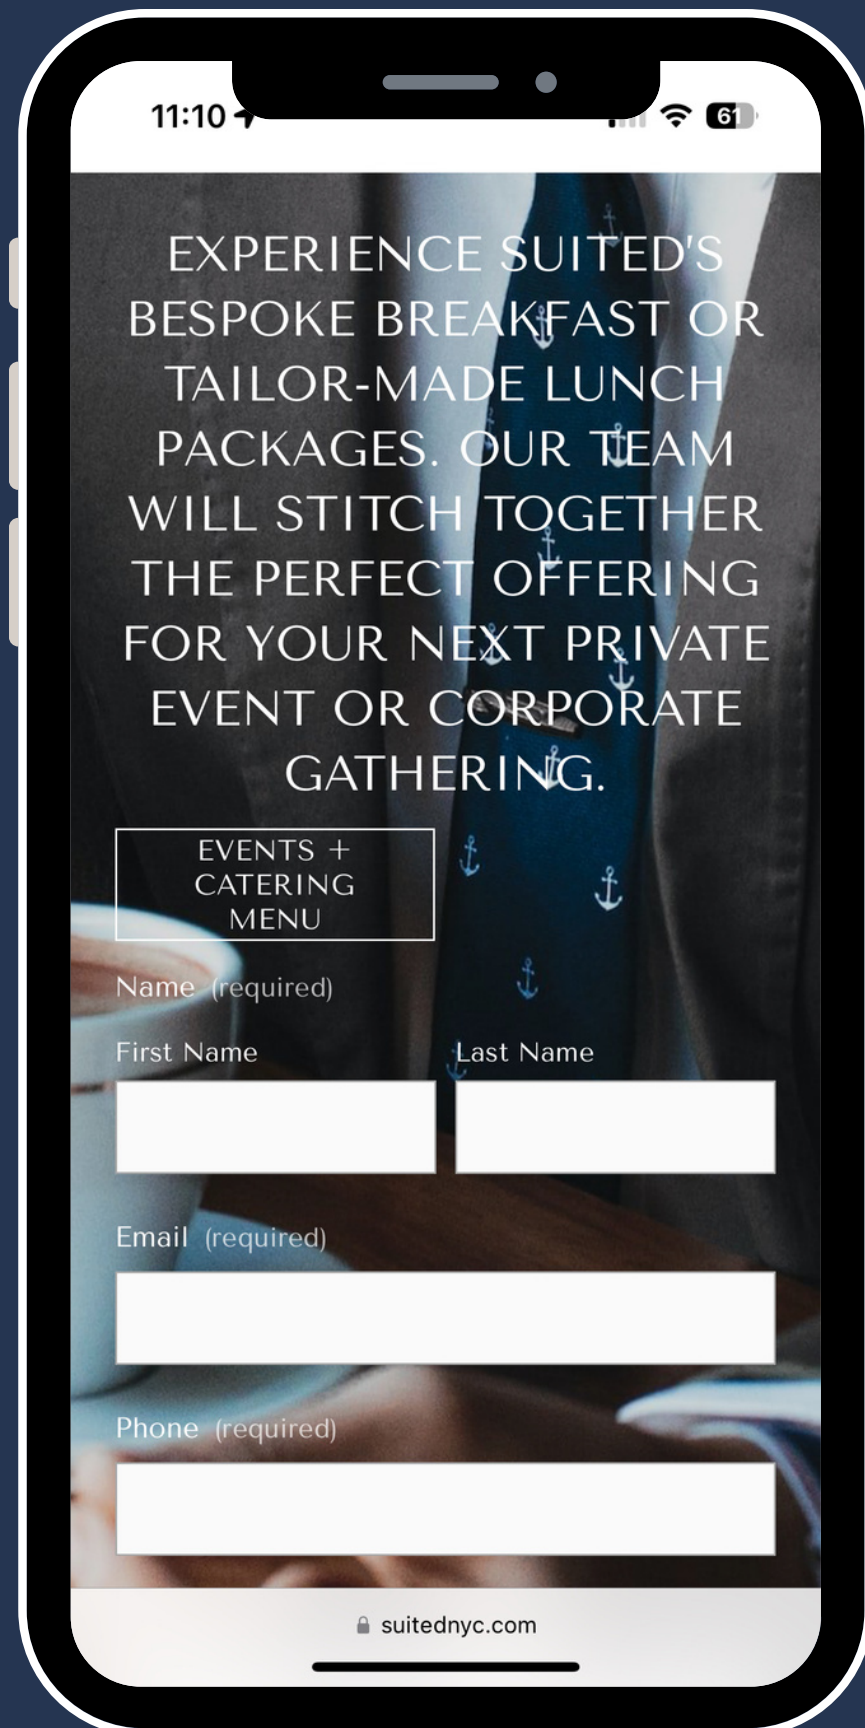 11:10
61
EXPERIENCE SUITED'S
BESPOKE BREAKFAST OR
TAILOR-MADE LUNCH
PACKAGES. OUR TEAM
WILL STITCH TOGETHER
THE PERFECT OFFERING
FOR YOUR NEXT PRIVATE
EVENT OR CORPORATE
GATHERING.
EVENTS +
CATERING
MENU
Name (required)
First Name Last Name
Email (required)
Phone (required)
suitednyc.com